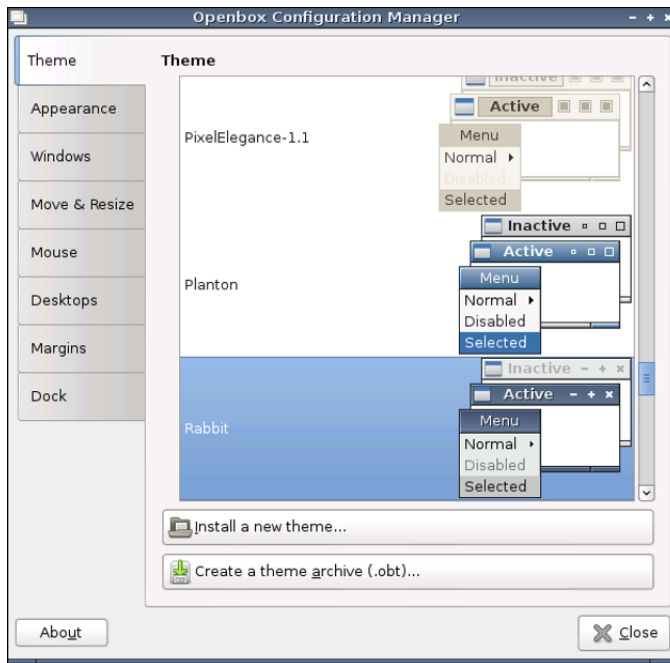 Openbox Configuration Manager
Theme
Appearance
Windows
Move & Resize
Mouse
Desktops
Margins
Dock
Theme
Inactive
Active
PixelElegance-1.1
Menu
Normal
Disabled
Selected
Inactive
Active
Planton
Menu
Normal
Disabled
Selected
Inactive
Active
Rabbit
Menu
Normal
Disabled
Selected
Install a new theme...
Create a theme archive (.obt)...
About
Close